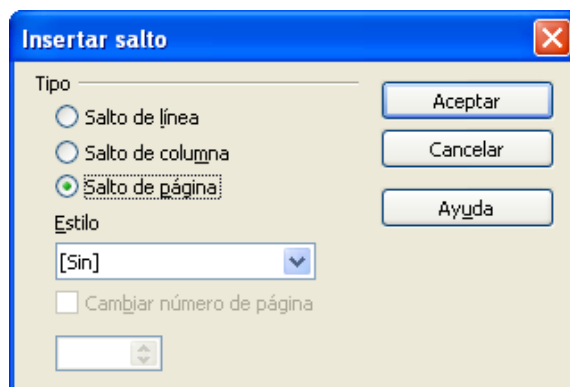 Insertar salto
Tipo
Salto de línea
Salto de columna
Salto de página
Estilo
[Sin]
Cambiar número de página
Aceptar
Cancelar
Ayuda